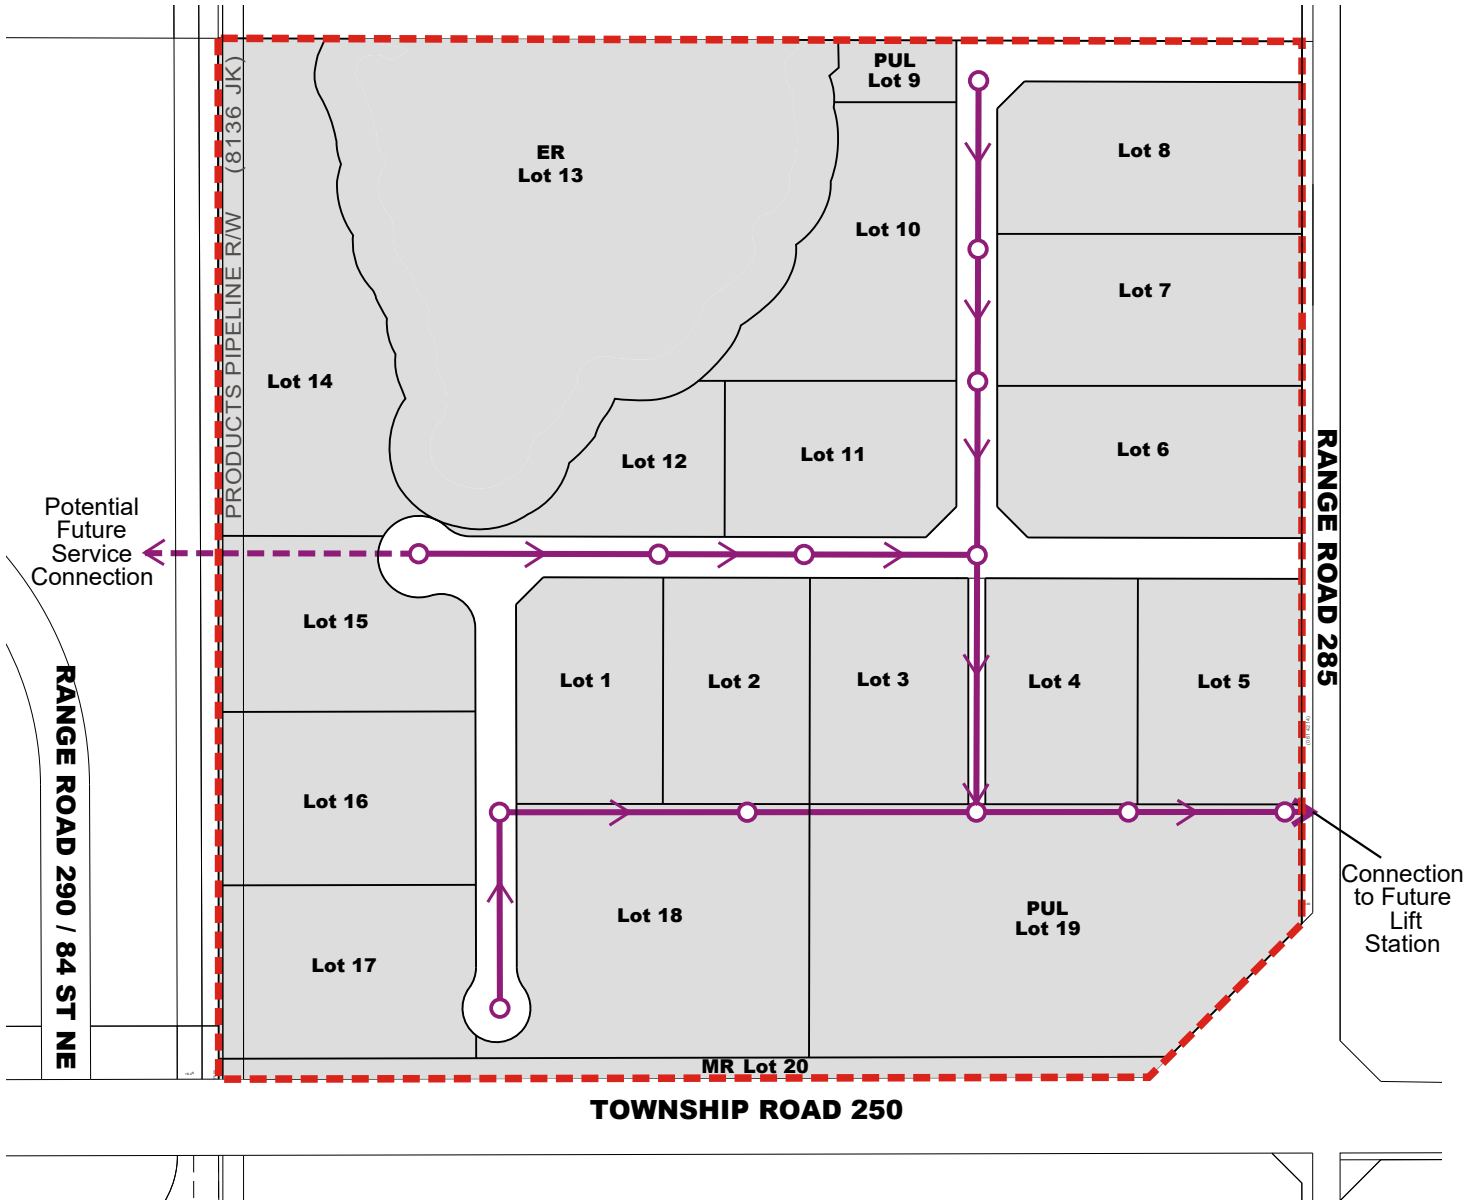 PUL
Lot 9
ER
Lot 13
Lot 8
Lot 10
Lot 7
PRODUCTS PIPELINE R/W (8136 JK)
Lot 14
Lot 12
Lot 11
Lot 6
RANGE ROAD 285
Potential
Future
Service
Connection
Lot 15
Lot 1
Lot 2
Lot 3
Lot 4
Lot 5
RANGE ROAD 290 / 84 ST NE
Lot 16
Lot 18
PUL
Lot 19
Connection
to Future
Lift
Station
Lot 17
MR Lot 20
TOWNSHIP ROAD 250